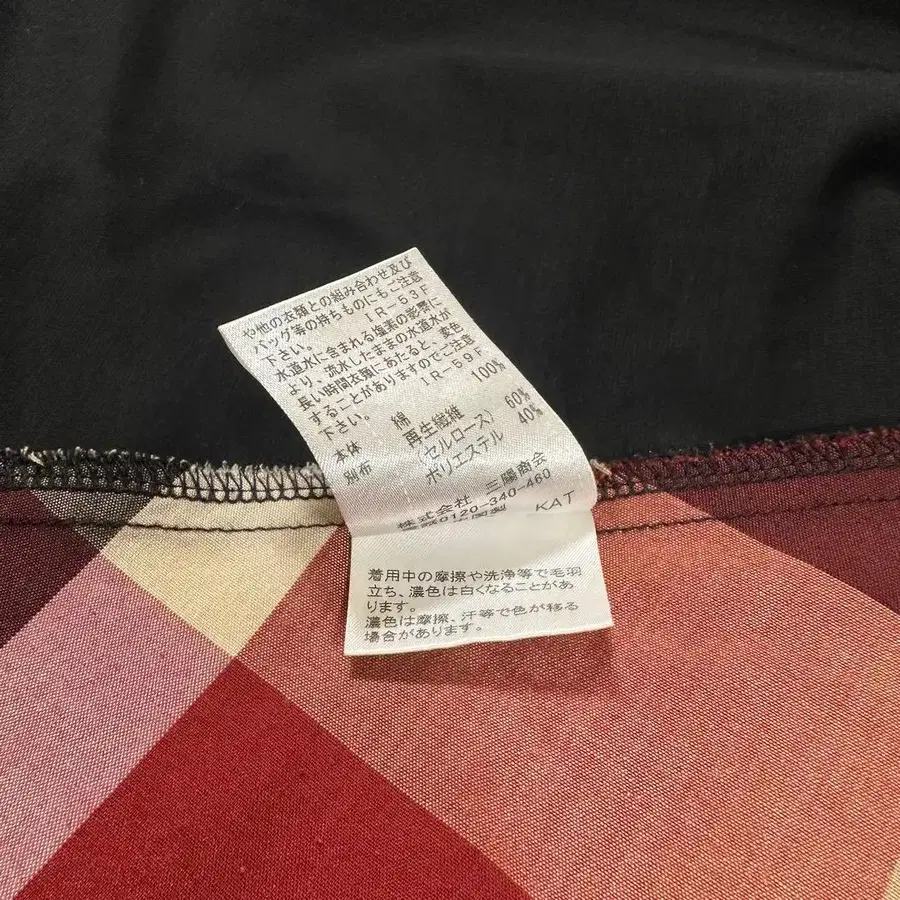 や他の衣類との組み合わせ及び
バッグ等の持ちものにもご注意
下さい。 IR-53F
水道水に含まれる塩素の影響に
より、流水したままの水道水が
長い時間衣類にあたると、変色
することがありますのでご注意
下さい。 IR-59F
本体 綿 100%
別布 再生繊維
(セルロース) 60%
ポリエステル 40%
株式会社 三陽商会
0120-340-460
KAT
着用中の摩擦や洗浄等で毛羽
立ち、濃色は白くなることがあ
ります。
濃色は摩擦、汗等で色が移る
場合があります。